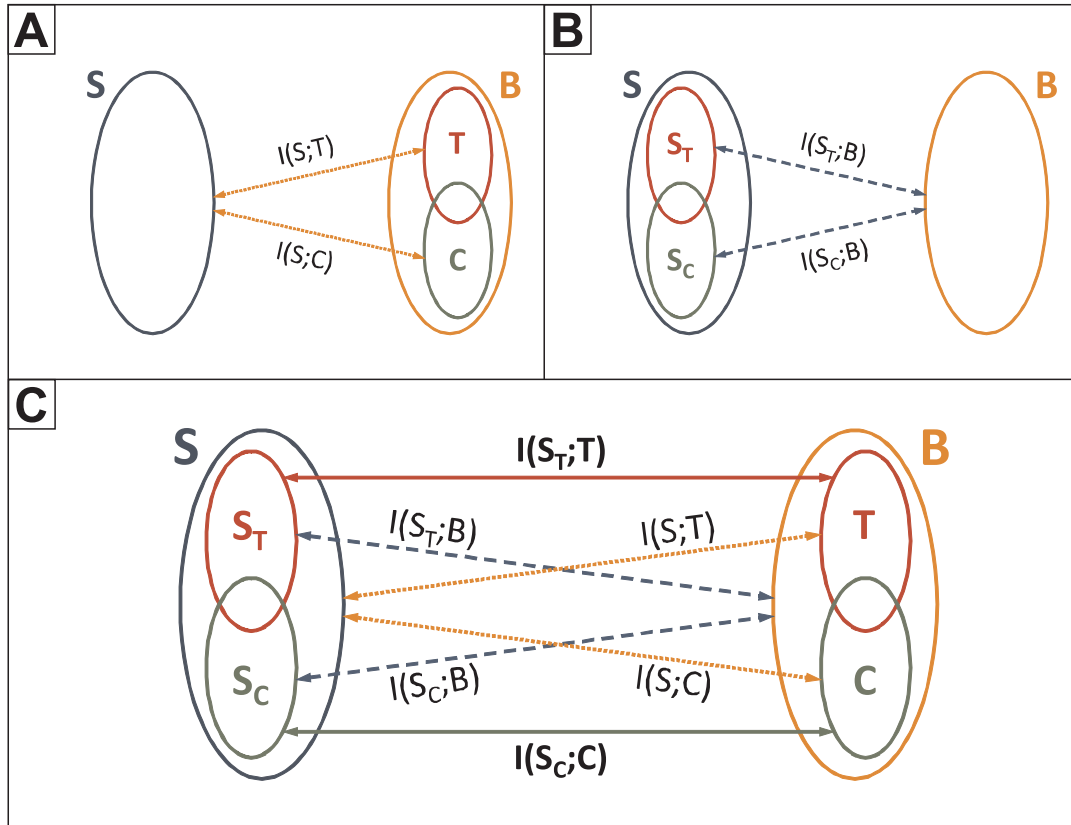 A
S
B
T
C
I(S;T)
I(S;C)
B
S
B
S_T
S_C
I(S_T;B)
I(S_C;B)
C
S
B
I(S_T;T)
S_T
I(S_T;B)
I(S;T)
T
S_C
I(S_C;B)
I(S;C)
C
I(S_C;C)